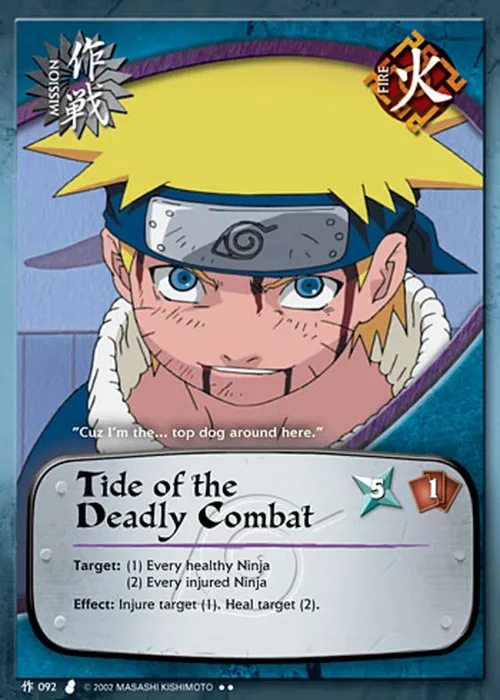 MISSION
作戦
FIRE
火
"Cuz I'm the... top dog around here."
Tide of the
Deadly Combat
5
1
Target: (1) Every healthy Ninja
(2) Every injured Ninja
Effect: Injure target (1). Heal target (2).
作 092 © 2002 MASASHI KISHIMOTO